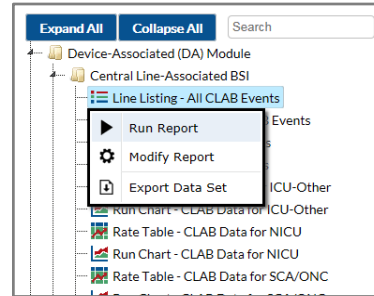 Expand All
Collapse All
Search
Device-Associated (DA) Module
Central Line-Associated BSI
Line Listing - All CLAB Events
Run Report
Events
Modify Report
Export Data Set
ICU-Other
Run Chart - CLAB Data for ICU-Other
Rate Table - CLAB Data for NICU
Run Chart - CLAB Data for NICU
Rate Table - CLAB Data for SCA/ONC